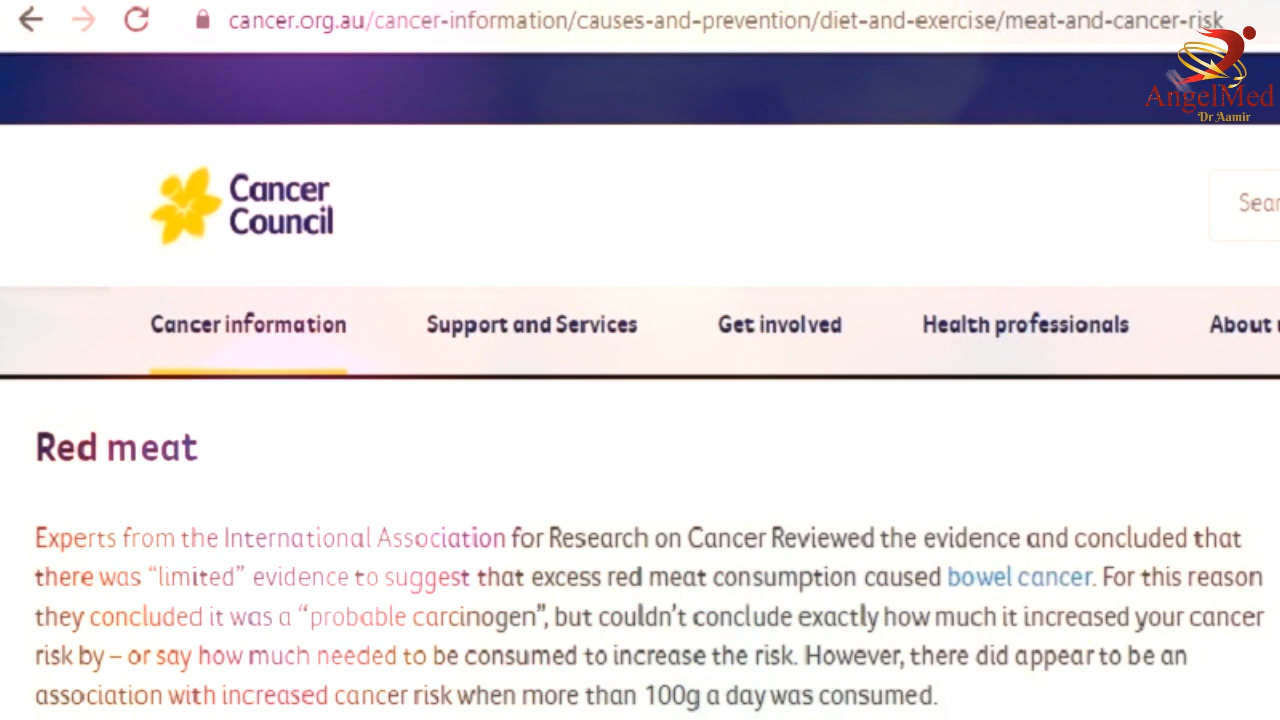 cancer.org.au/cancer-information/causes-and-prevention/diet-and-exercise/meat-and-cancer-risk
AngelMed
Dr Aamir
Cancer
Council
Sear
Cancer information Support and Services Get involved Health professionals About
Red meat
Experts from the International Association for Research on Cancer Reviewed the evidence and concluded that
there was “limited” evidence to suggest that excess red meat consumption caused bowel cancer. For this reason
they concluded it was a “probable carcinogen”, but couldn’t conclude exactly how much it increased your cancer
risk by – or say how much needed to be consumed to increase the risk. However, there did appear to be an
association with increased cancer risk when more than 100g a day was consumed.